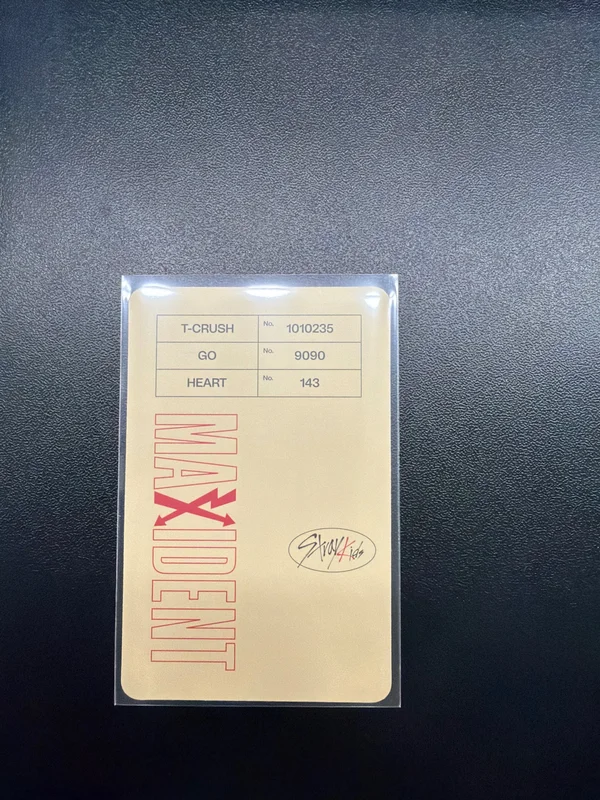 T-CRUSH No. 1010235
GO No. 9090
HEART No. 143
MAXIDENT
Stray Kids